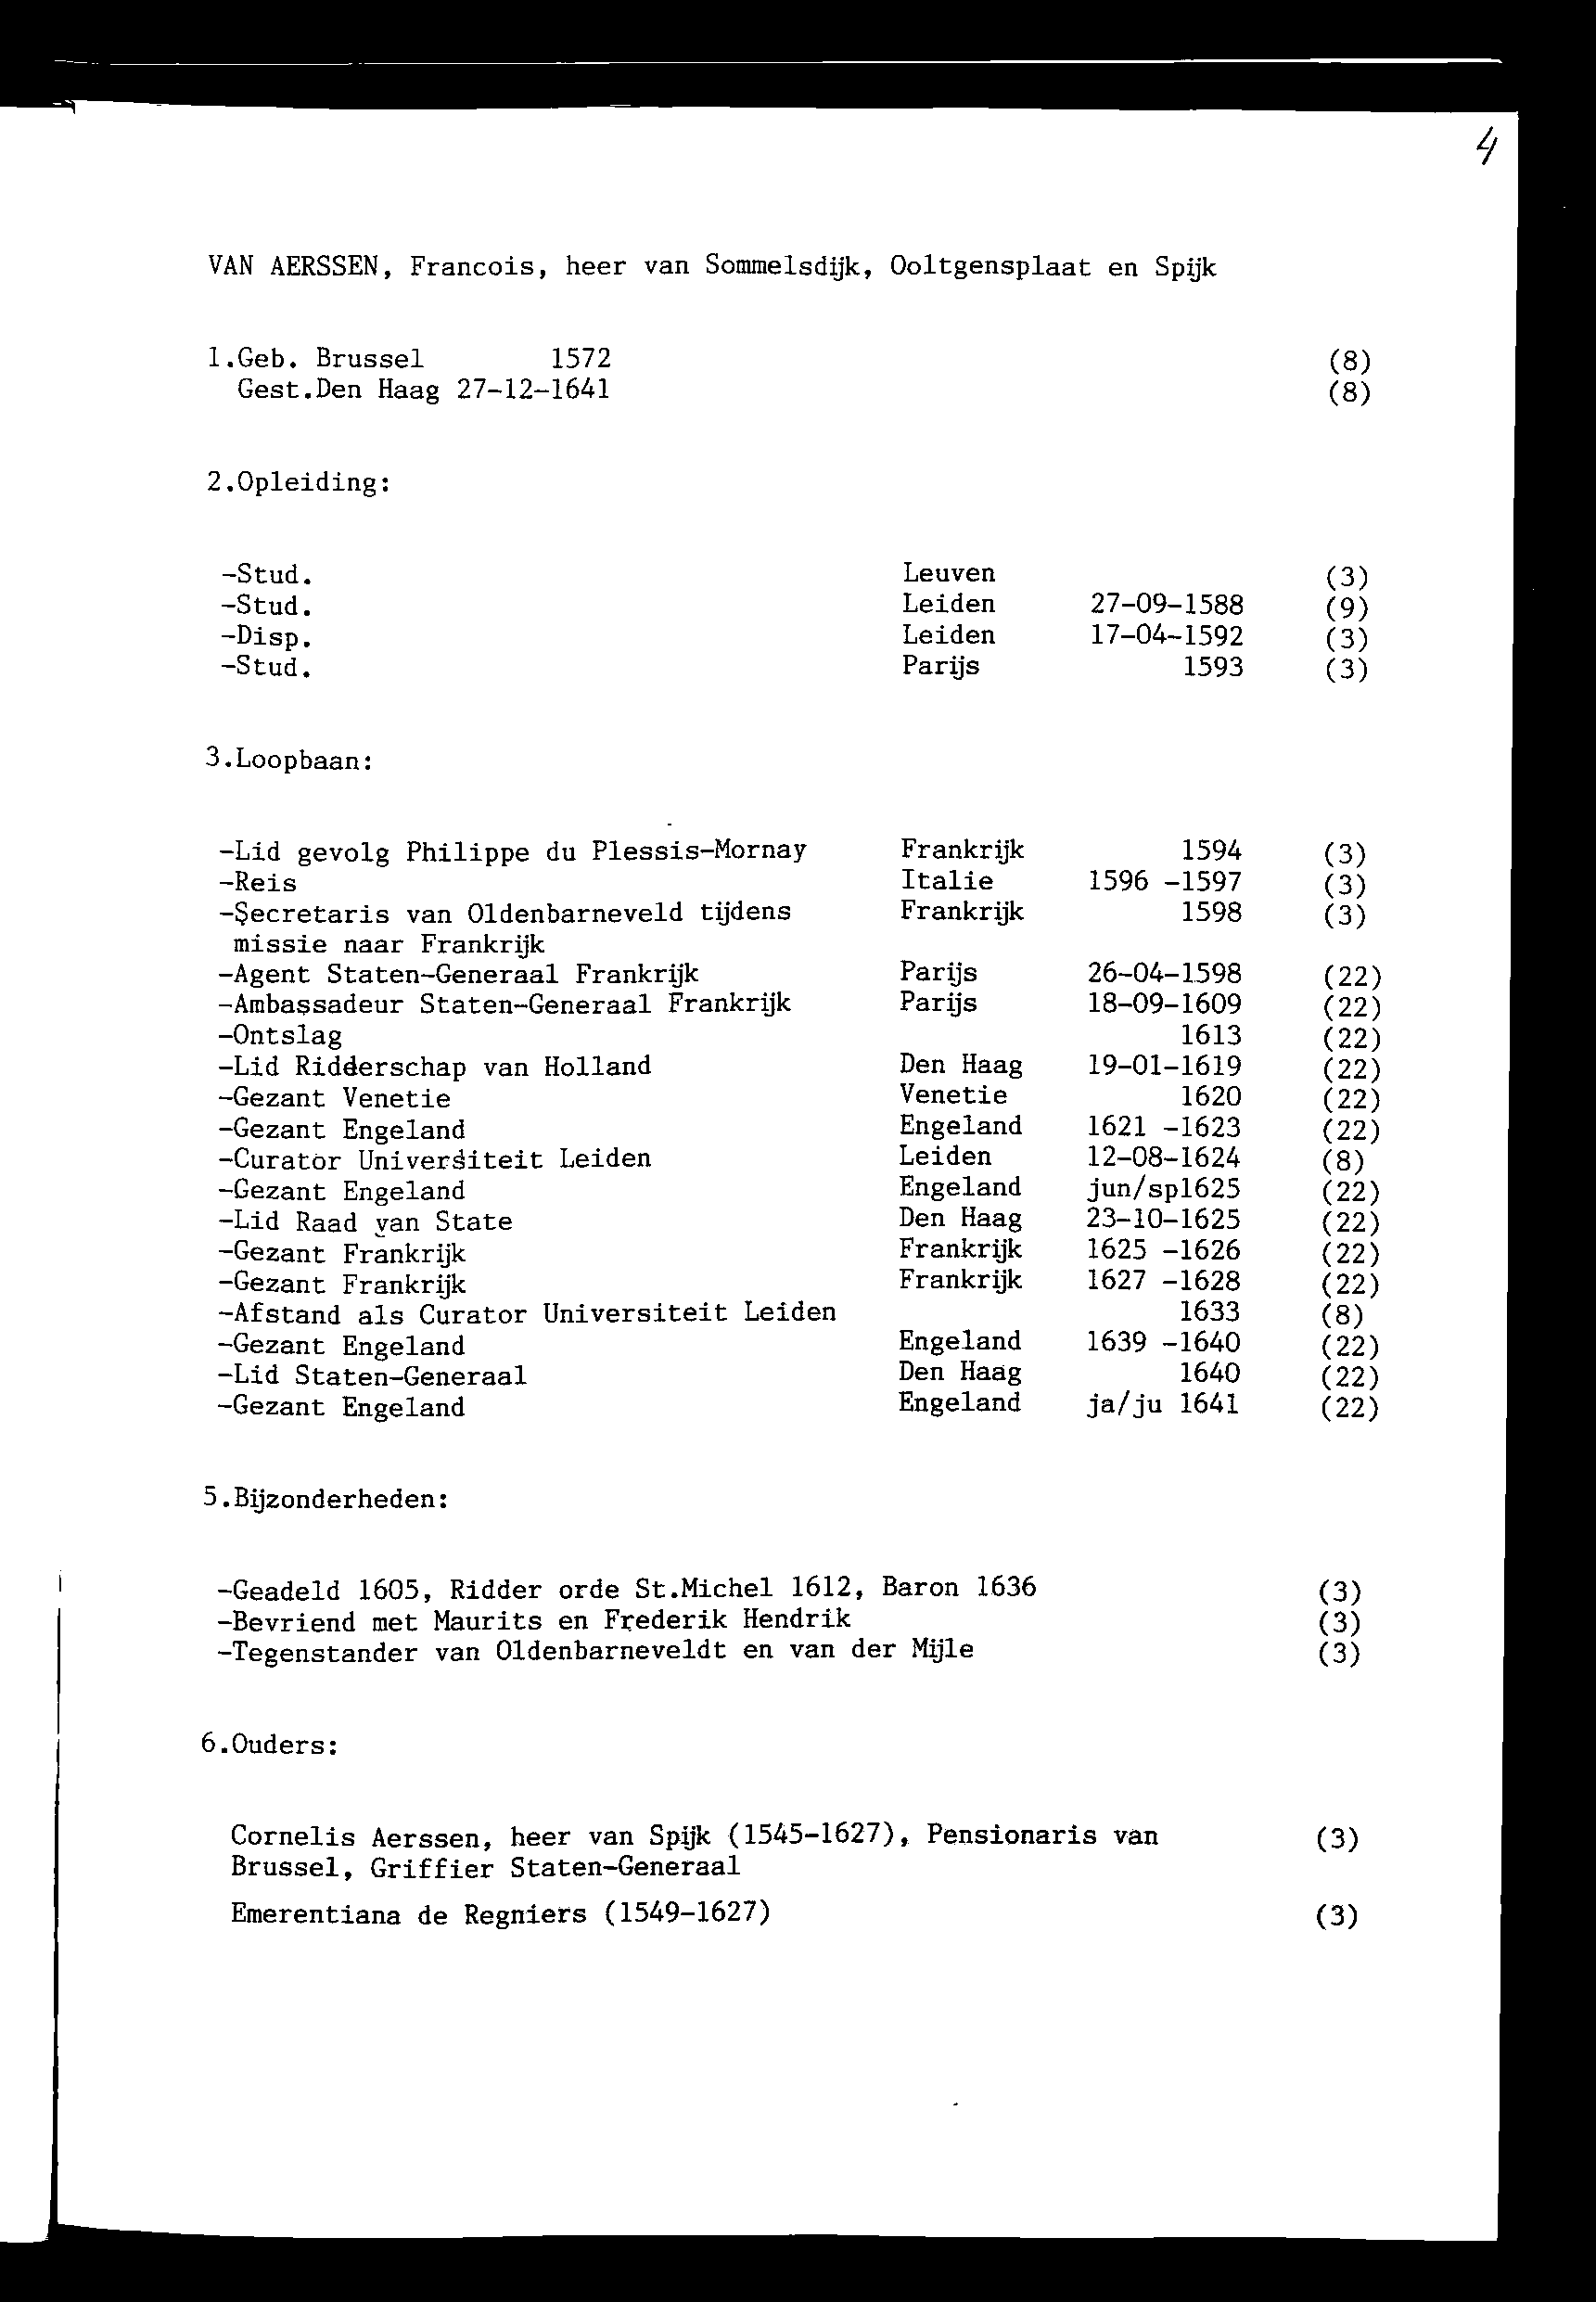 4
VAN AERSSEN, Francois, heer van Sommelsdijk, Ooltgensplaat en Spijk
1.Geb. Brussel 1572 (8)
Gest.Den Haag 27-12-1641 (8)
2.Opleiding:
-Stud. Leuven (3)
-Stud. Leiden 27-09-1588 (9)
-Disp. Leiden 17-04-1592 (3)
-Stud. Parijs 1593 (3)
3.Loopbaan:
-Lid gevolg Philippe du Plessis-Mornay Frankrijk 1594 (3)
-Reis Italie 1596 -1597 (3)
-Secretaris van Oldenbarneveld tijdens Frankrijk 1598 (3)
missie naar Frankrijk
-Agent Staten-Generaal Frankrijk Parijs 26-04-1598 (22)
-Ambassadeur Staten-Generaal Frankrijk Parijs 18-09-1609 (22)
-Ontslag 1613 (22)
-Lid Ridderschap van Holland Den Haag 19-01-1619 (22)
-Gezant Venetie Venetie 1620 (22)
-Gezant Engeland Engeland 1621 -1623 (22)
-Curator Universiteit Leiden Leiden 12-08-1624 (8)
-Gezant Engeland Engeland jun/sp1625 (22)
-Lid Raad van State Den Haag 23-10-1625 (22)
-Gezant Frankrijk Frankrijk 1625 -1626 (22)
-Gezant Frankrijk Frankrijk 1627 -1628 (22)
-Afstand als Curator Universiteit Leiden 1633 (8)
-Gezant Engeland Engeland 1639 -1640 (22)
-Lid Staten-Generaal Den Haag 1640 (22)
-Gezant Engeland Engeland ja/ju 1641 (22)
5.Bijzonderheden:
-Geadeld 1605, Ridder orde St.Michel 1612, Baron 1636 (3)
-Bevriend met Maurits en Frederik Hendrik (3)
-Tegenstander van Oldenbarneveldt en van der Mijle (3)
6.Ouders:
Cornelis Aerssen, heer van Spijk (1545-1627), Pensionaris van (3)
Brussel, Griffier Staten-Generaal
Emerentiana de Regniers (1549-1627) (3)